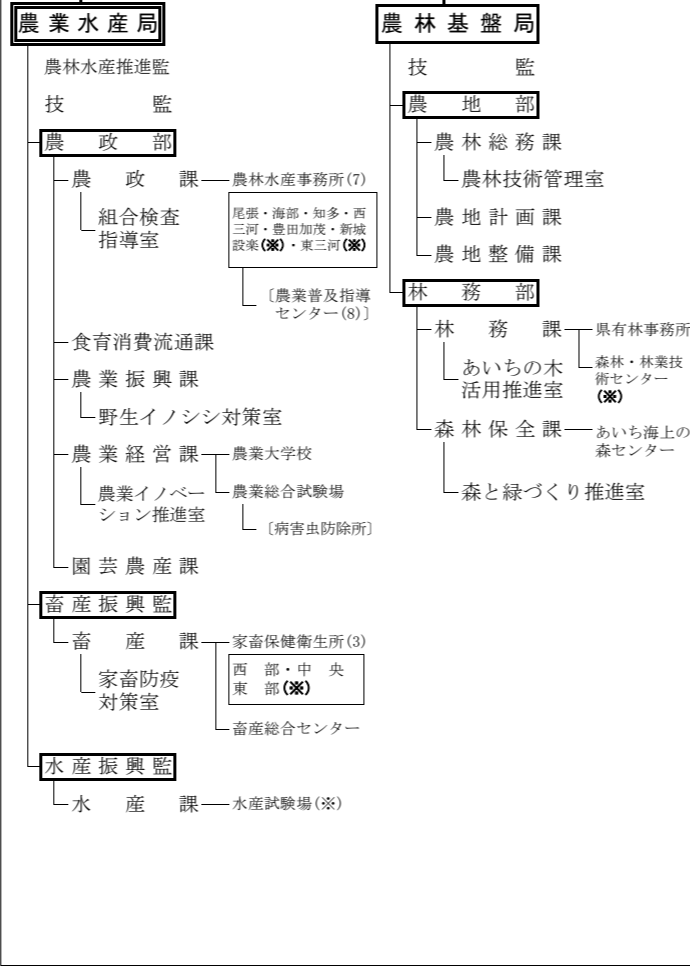 農業水産局
農林水産推進監
技監
農政部
農政課
農林水産事務所(7)
尾張・海部・知多・西
三河・豊田加茂・新城
設楽(※)・東三河(※)
〔農業普及指導
センター(8)〕
組合検査
指導室
食育消費流通課
農業振興課
野生イノシシ対策室
農業経営課
農業大学校
農業総合試験場
〔病害虫防除所〕
農業イノベー
ション推進室
園芸農産課
畜産振興監
畜産課
家畜保健衛生所(3)
西部・中央
東部(※)
畜産総合センター
家畜防疫
対策室
水産振興監
水産課
水産試験場(※)
農林基盤局
技監
農地部
農林総務課
農林技術管理室
農地計画課
農地整備課
林務部
林務課
県有林事務所
森林・林業技
術センター
(※)
あいちの木
活用推進室
森林保全課
あいち海上の
森センター
森と緑づくり推進室